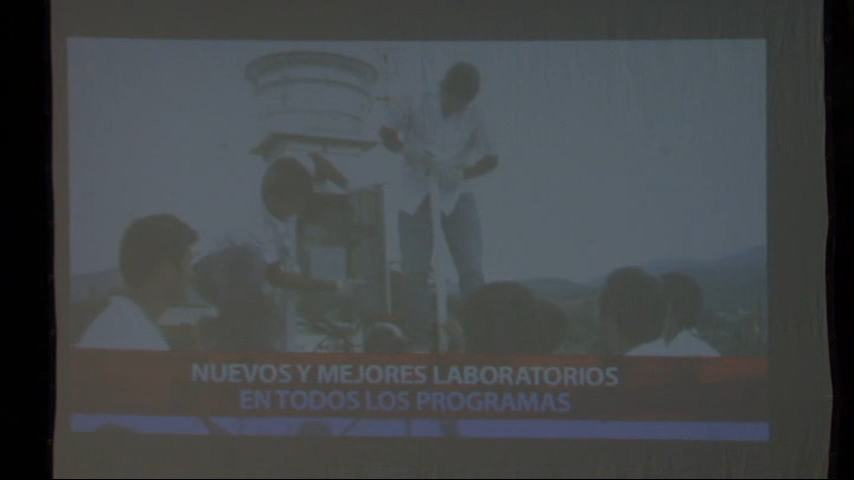 NUEVOS Y MEJORES LABORATORIOS
EN TODOS LOS PROGRAMAS